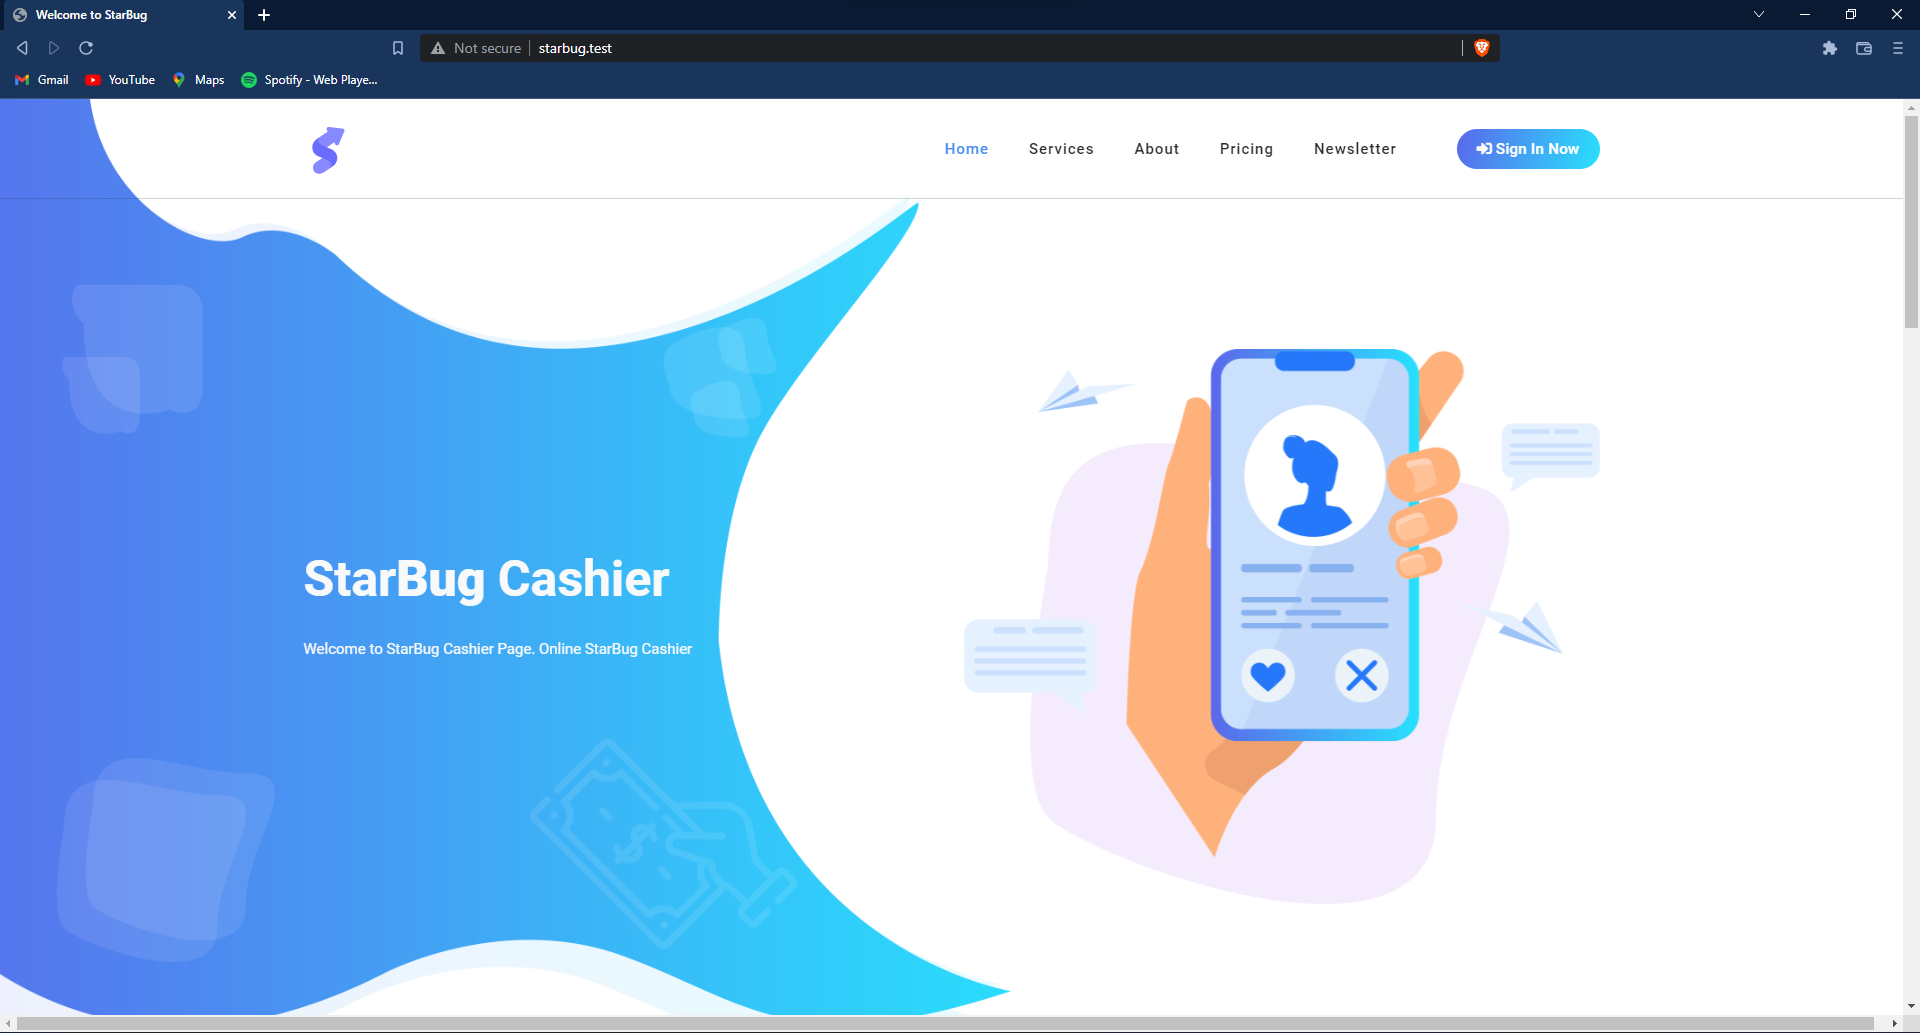 Welcome to StarBug
Not secure starbug.test
Gmail YouTube Maps Spotify - Web Playe...
Home Services About Pricing Newsletter Sign In Now
StarBug Cashier
Welcome to StarBug Cashier Page. Online StarBug Cashier